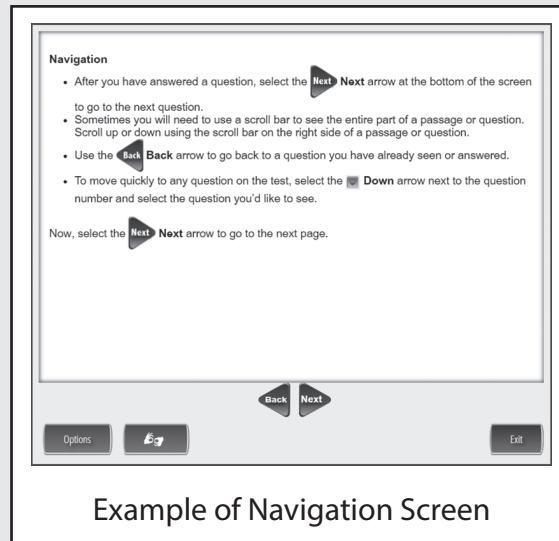 Navigation
• After you have answered a question, select the Next Next arrow at the bottom of the screen
to go to the next question.
• Sometimes you will need to use a scroll bar to see the entire part of a passage or question.
Scroll up or down using the scroll bar on the right side of a passage or question.
• Use the Back Back arrow to go back to a question you have already seen or answered.
• To move quickly to any question on the test, select the Down arrow next to the question
number and select the question you'd like to see.
Now, select the Next Next arrow to go to the next page.
Back Next
Options Exit
Example of Navigation Screen